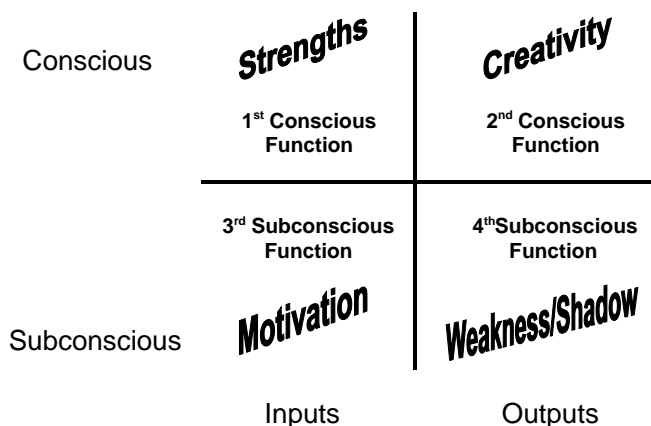 Conscious
Strengths
Creativity
1st Conscious
Function
2nd Conscious
Function
3rd Subconscious
Function
4thSubconscious
Function
Subconscious
Motivation
Weakness/Shadow
Inputs
Outputs